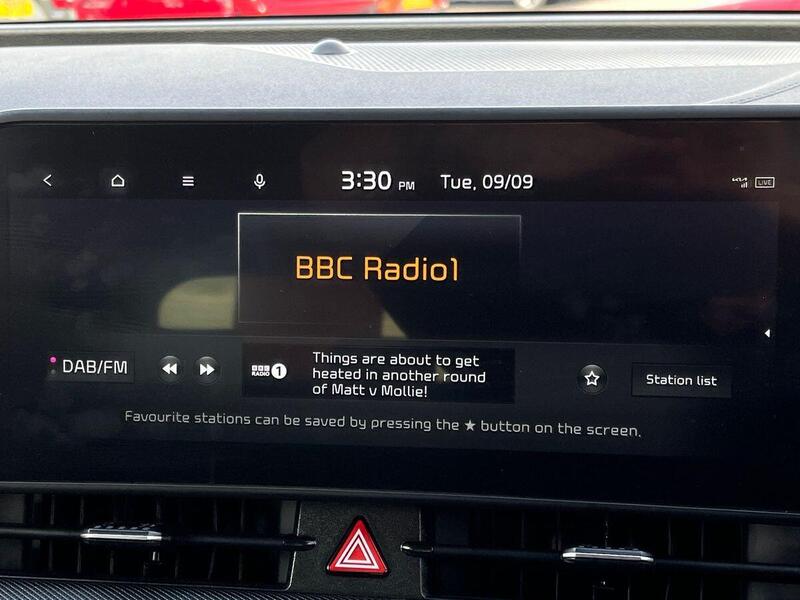 3:30 PM Tue, 09/09
KIA LIVE
BBC Radio1
DAB/FM
BBC RADIO 1
Things are about to get
heated in another round
of Matt v Mollie!
Station list
Favourite stations can be saved by pressing the ★ button on the screen.